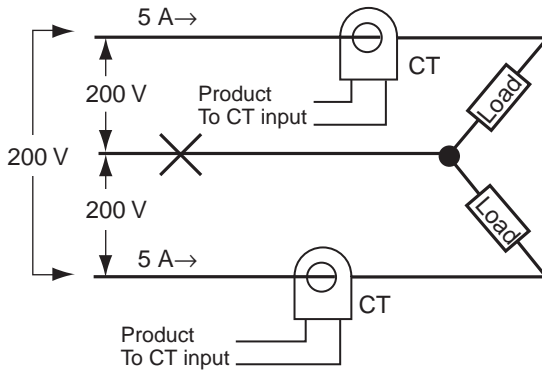 5 A→
CT
200 V
Product
To CT input
Load
200 V
200 V
Load
5 A→
CT
Product
To CT input